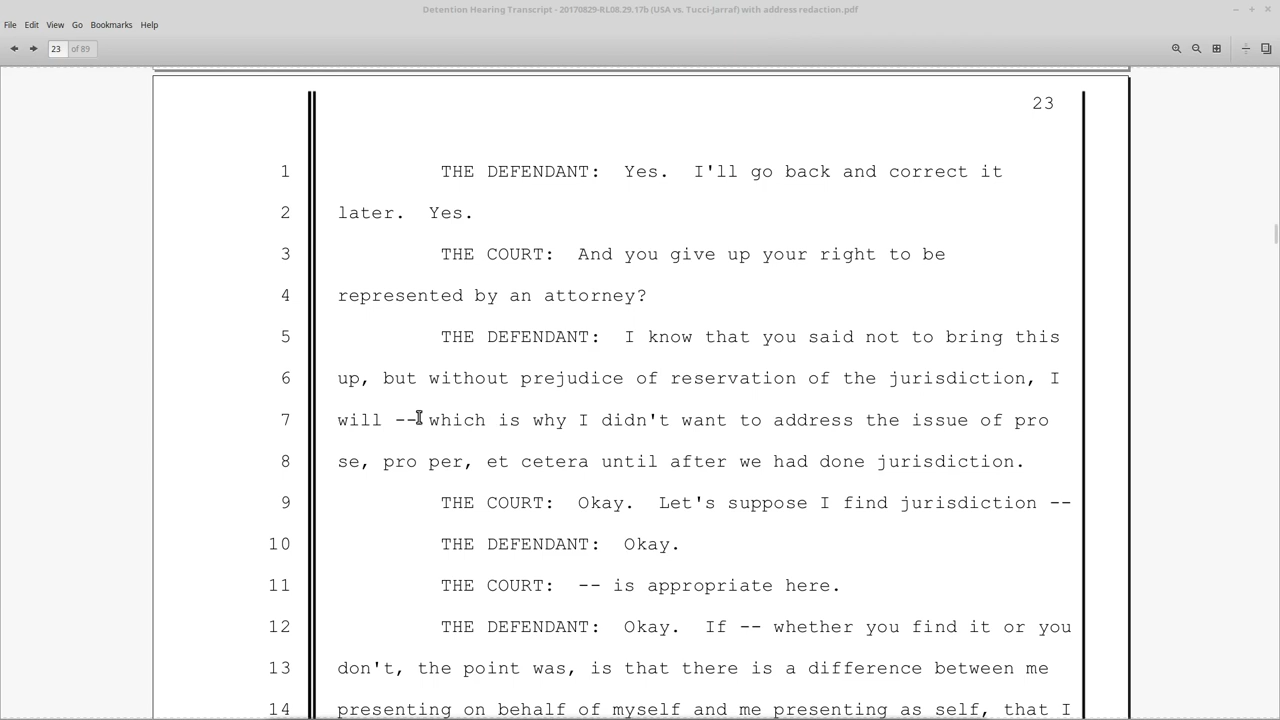 Detention Hearing Transcript - 20170829-RL08.29.17b (USA vs. Tucci-Jarraf) with address redaction.pdf
File Edit View Go Bookmarks Help
23 of 89
23
1 THE DEFENDANT: Yes. I'll go back and correct it
2 later. Yes.
3 THE COURT: And you give up your right to be
4 represented by an attorney?
5 THE DEFENDANT: I know that you said not to bring this
6 up, but without prejudice of reservation of the jurisdiction, I
7 will -- which is why I didn't want to address the issue of pro
8 se, pro per, et cetera until after we had done jurisdiction.
9 THE COURT: Okay. Let's suppose I find jurisdiction --
10 THE DEFENDANT: Okay.
11 THE COURT: -- is appropriate here.
12 THE DEFENDANT: Okay. If -- whether you find it or you
13 don't, the point was, is that there is a difference between me
14 presenting on behalf of myself and me presenting as self, that I